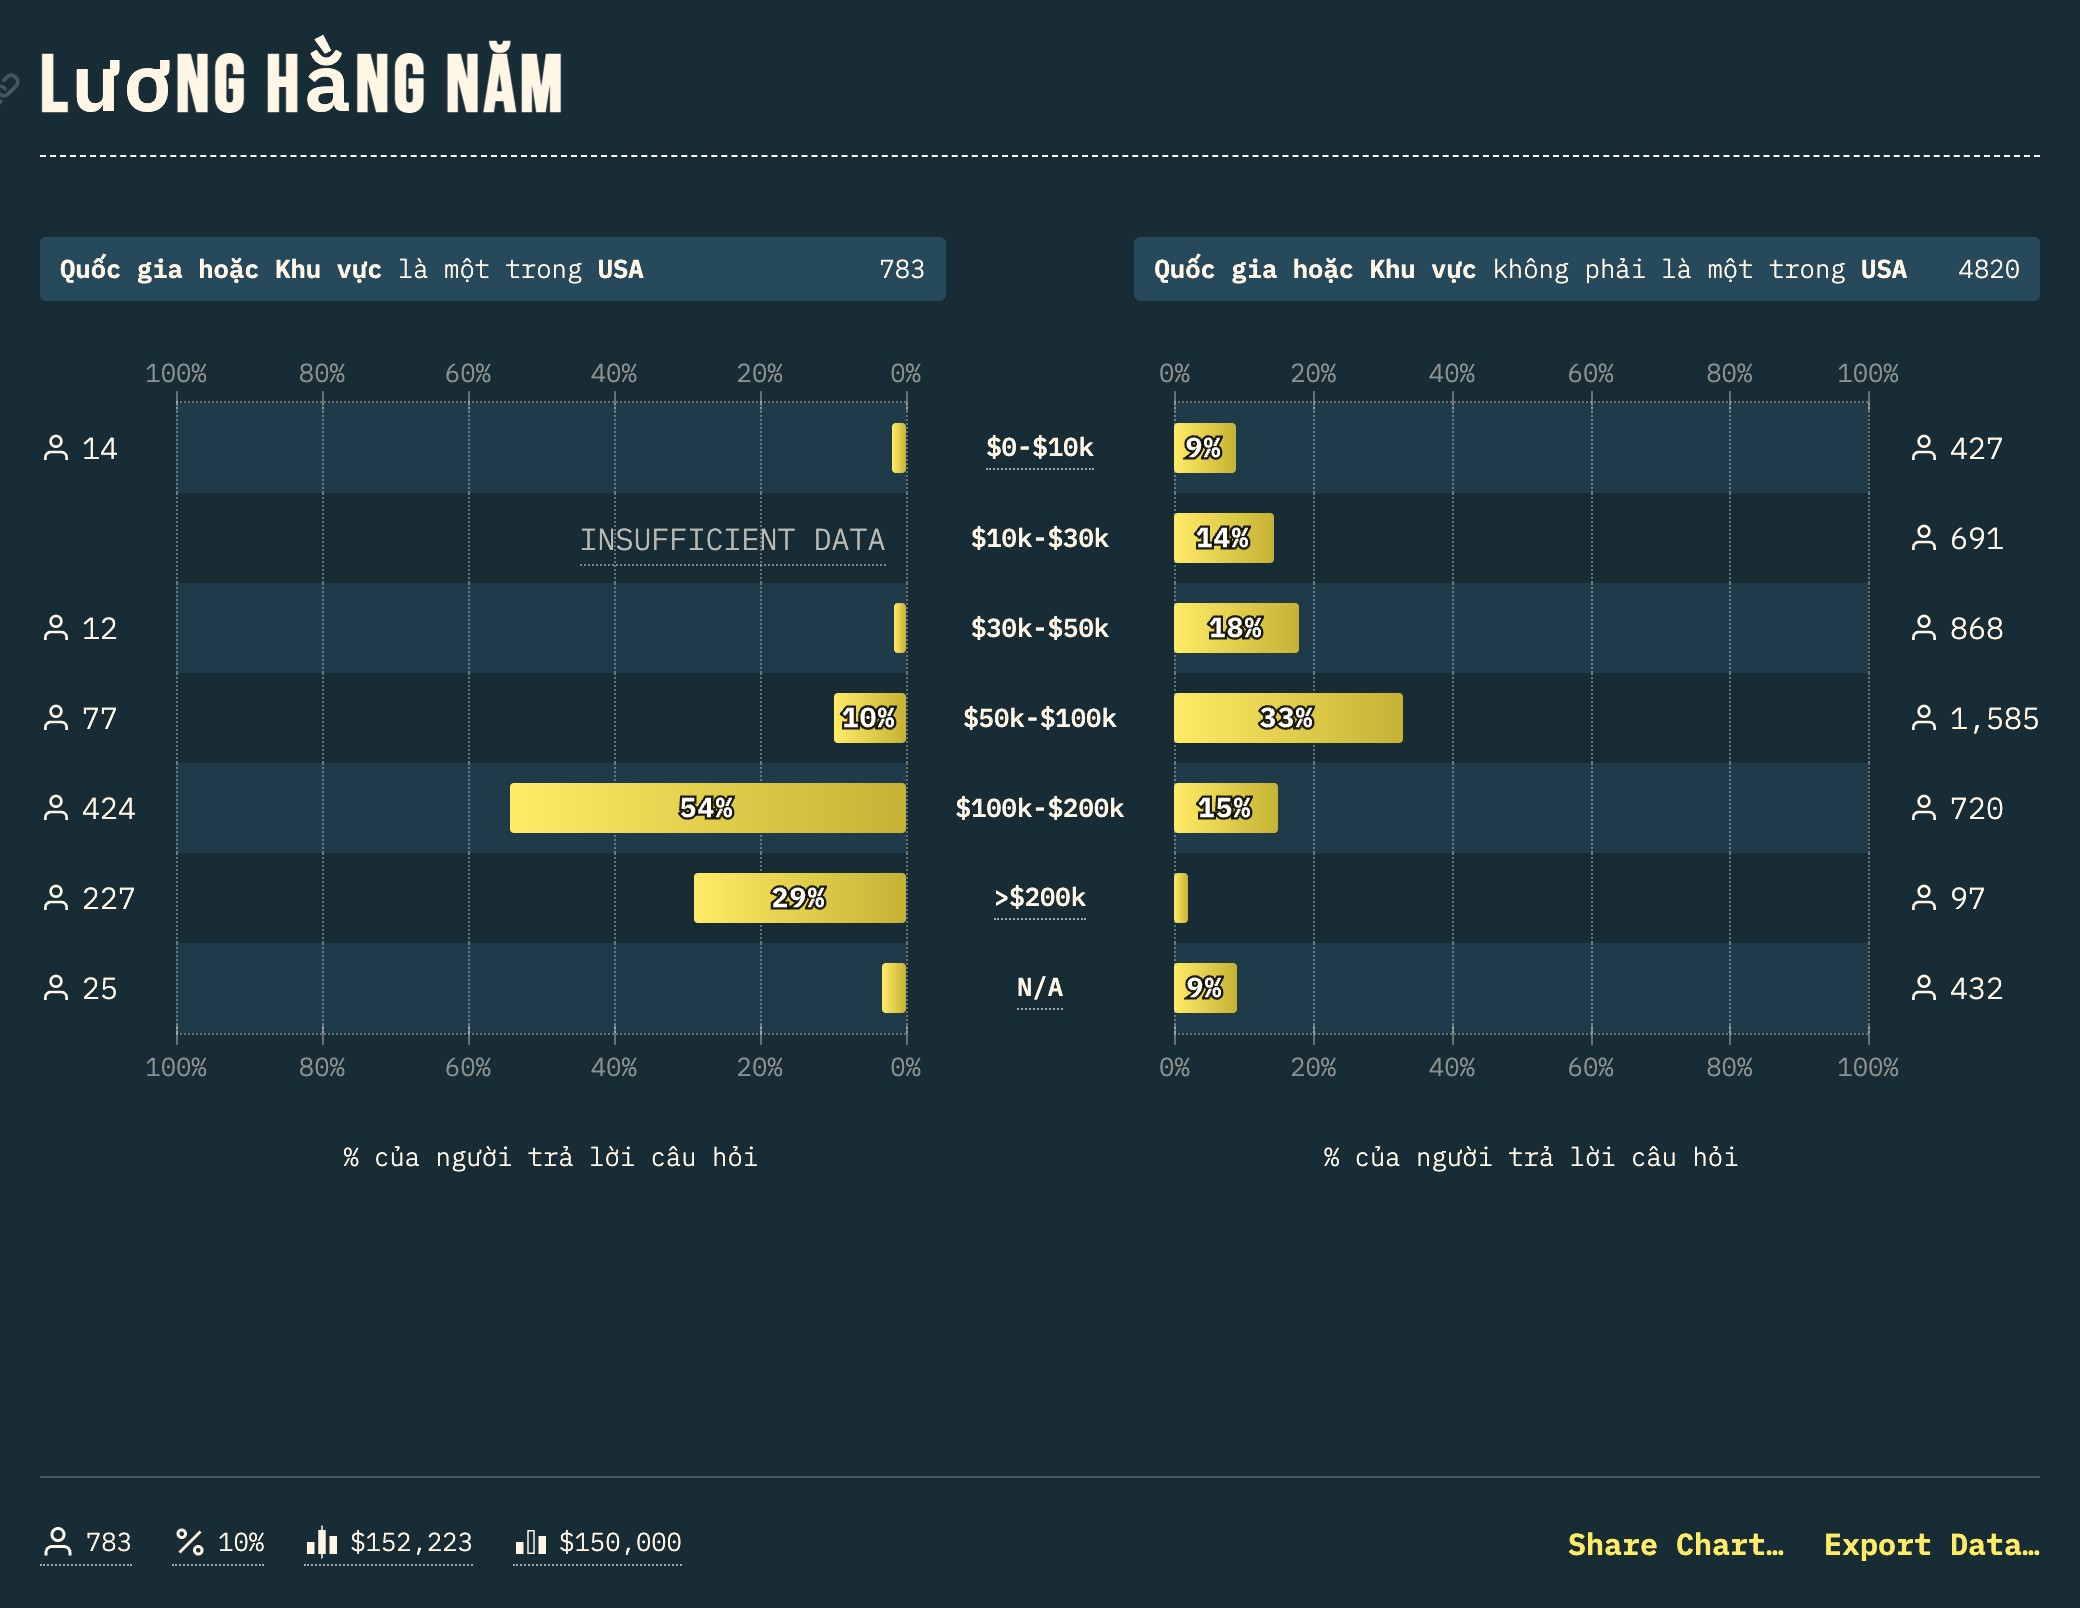 Lương Hằng Năm
Quốc gia hoặc Khu vực là một trong USA 783
Quốc gia hoặc Khu vực không phải là một trong USA 4820
100% 80% 60% 40% 20% 0%
0% 20% 40% 60% 80% 100%
14 $0-$10k 9% 427
INSUFFICIENT DATA $10k-$30k 14% 691
12 $30k-$50k 18% 868
77 10% $50k-$100k 33% 1,585
424 54% $100k-$200k 15% 720
227 29% >$200k 97
25 N/A 9% 432
100% 80% 60% 40% 20% 0%
0% 20% 40% 60% 80% 100%
% của người trả lời câu hỏi
% của người trả lời câu hỏi
783 10% $152,223 $150,000
Share Chart… Export Data…